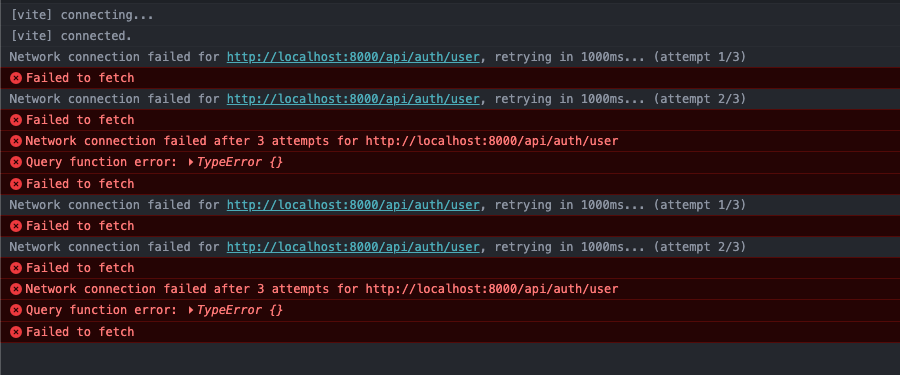 [vite] connecting...
[vite] connected.
Network connection failed for http://localhost:8000/api/auth/user, retrying in 1000ms... (attempt 1/3)
Failed to fetch
Network connection failed for http://localhost:8000/api/auth/user, retrying in 1000ms... (attempt 2/3)
Failed to fetch
Network connection failed after 3 attempts for http://localhost:8000/api/auth/user
Query function error: TypeError {}
Failed to fetch
Network connection failed for http://localhost:8000/api/auth/user, retrying in 1000ms... (attempt 1/3)
Failed to fetch
Network connection failed for http://localhost:8000/api/auth/user, retrying in 1000ms... (attempt 2/3)
Failed to fetch
Network connection failed after 3 attempts for http://localhost:8000/api/auth/user
Query function error: TypeError {}
Failed to fetch